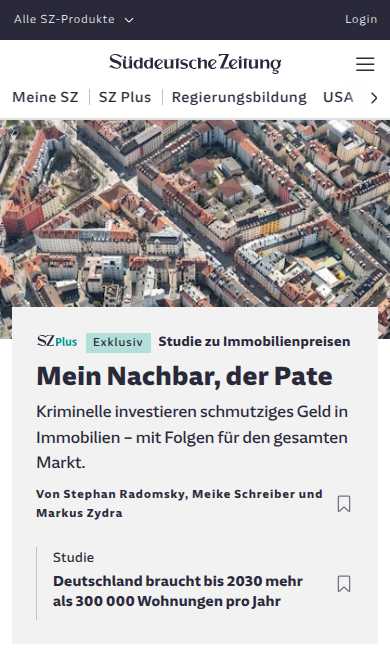 Alle SZ-Produkte
Login
Süddeutsche Zeitung
Meine SZ
SZ Plus
Regierungsbildung
USA
SZ Plus
Exklusiv
Studie zu Immobilienpreisen
Mein Nachbar, der Pate
Kriminelle investieren schmutziges Geld in
Immobilien – mit Folgen für den gesamten
Markt.
Von Stephan Radomsky, Meike Schreiber und
Markus Zydra
Studie
Deutschland braucht bis 2030 mehr
als 300 000 Wohnungen pro Jahr